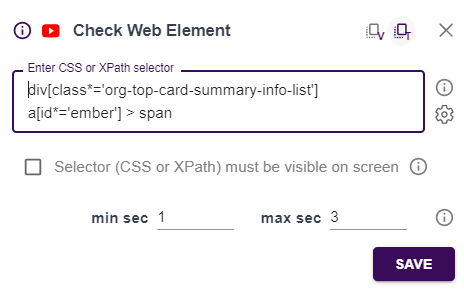 Check Web Element
V
T
Enter CSS or XPath selector
div[class*='org-top-card-summary-info-list']
a[id*='ember'] > span
Selector (CSS or XPath) must be visible on screen
min sec 1 max sec 3
SAVE